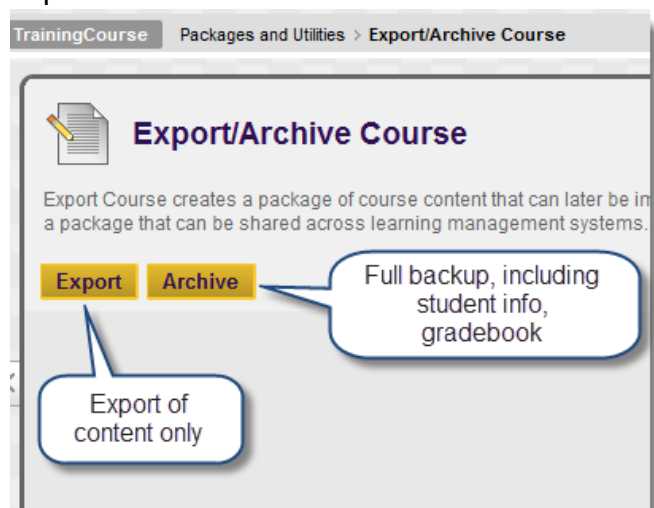 TrainingCourse Packages and Utilities > Export/Archive Course
Export/Archive Course
Export Course creates a package of course content that can later be
a package that can be shared across learning management systems.
Export Archive
Full backup, including
student info,
gradebook
Export of
content only